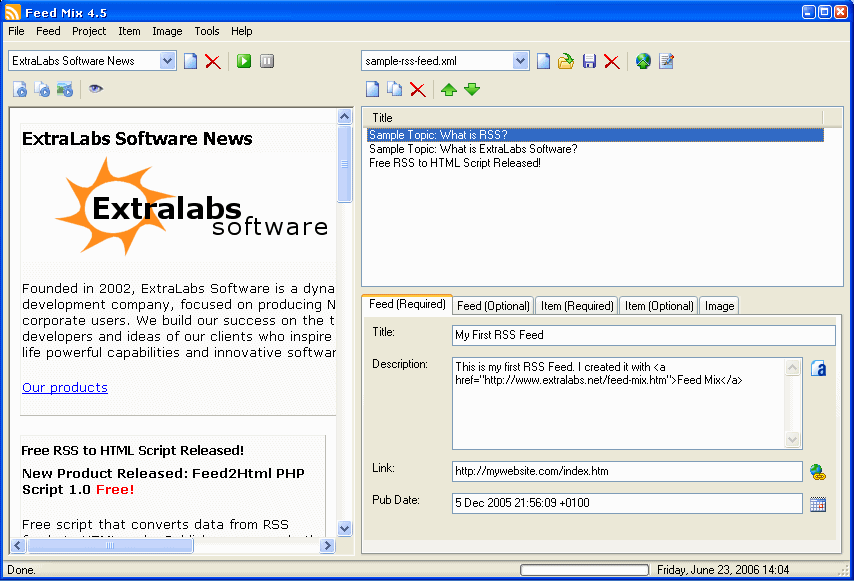 Feed Mix 4.5
File Feed Project Item Image Tools Help
ExtraLabs Software News
sample-rss-feed.xml
ExtraLabs Software News
Extralabs
software
Founded in 2002, ExtraLabs Software is a dyna
development company, focused on producing N
corporate users. We build our success on the t
developers and ideas of our clients who inspire
life powerful capabilities and innovative softwar
Our products
Free RSS to HTML Script Released!
New Product Released: Feed2Html PHP
Script 1.0 Free!
Free script that converts data from RSS
Title
Sample Topic: What is RSS?
Sample Topic: What is ExtraLabs Software?
Free RSS to HTML Script Released!
Feed (Required) Feed (Optional) Item (Required) Item (Optional) Image
Title:
My First RSS Feed
Description:
This is my first RSS Feed. I created it with <a
href="http://www.extralabs.net/feed-mix.htm">Feed Mix</a>
Link:
http://mywebsite.com/index.htm
Pub Date:
5 Dec 2005 21:56:09 +0100
Done.
Friday, June 23, 2006 14:04